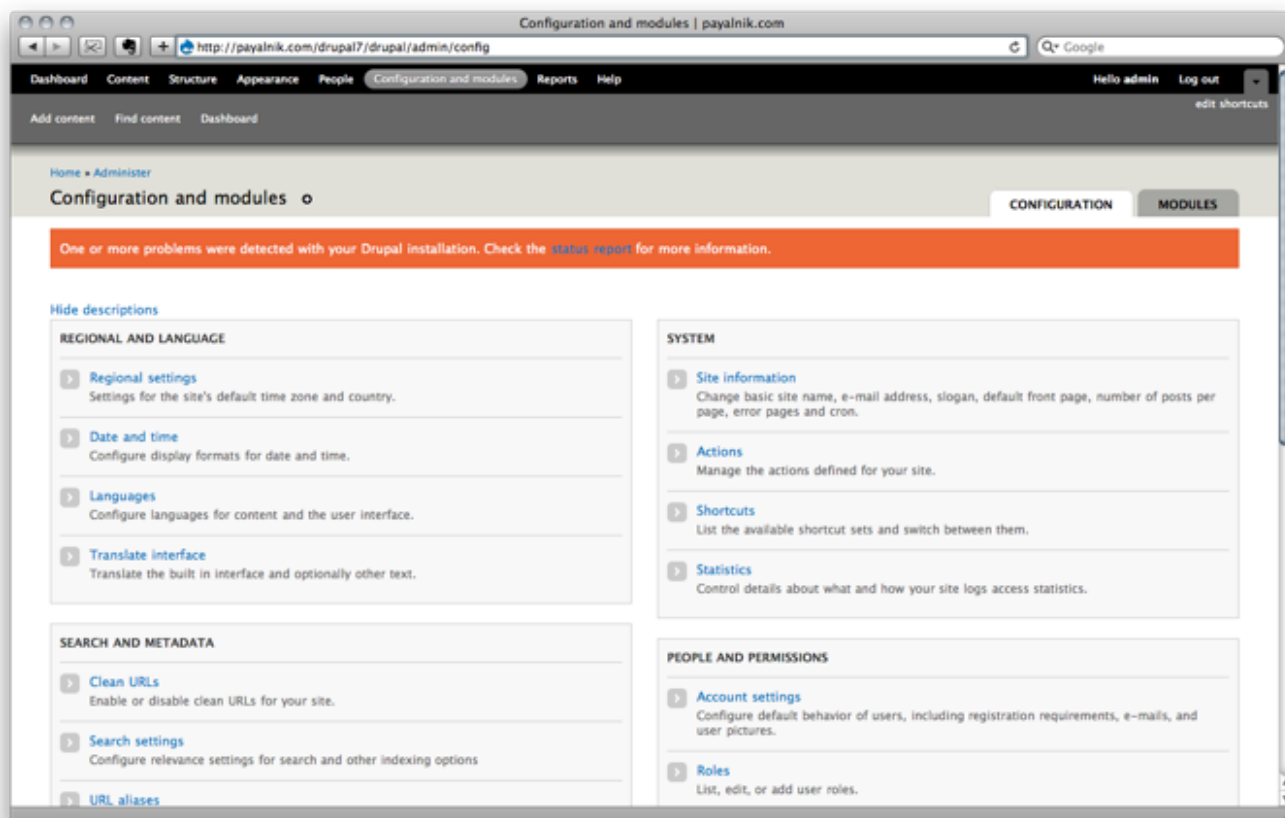 Configuration and modules | payalnik.com
http://payalnik.com/drupal7/drupal/admin/config
Google
Dashboard Content Structure Appearance People Configuration and modules Reports Help Hello admin Log out
edit shortcuts
Add content Find content Dashboard
Home » Administer
Configuration and modules
CONFIGURATION MODULES
One or more problems were detected with your Drupal installation. Check the status report for more information.
Hide descriptions
REGIONAL AND LANGUAGE
Regional settings
Settings for the site's default time zone and country.
Date and time
Configure display formats for date and time.
Languages
Configure languages for content and the user interface.
Translate interface
Translate the built in interface and optionally other text.
SEARCH AND METADATA
Clean URLs
Enable or disable clean URLs for your site.
Search settings
Configure relevance settings for search and other indexing options
URL aliases
SYSTEM
Site information
Change basic site name, e-mail address, slogan, default front page, number of posts per
page, error pages and cron.
Actions
Manage the actions defined for your site.
Shortcuts
List the available shortcut sets and switch between them.
Statistics
Control details about what and how your site logs access statistics.
PEOPLE AND PERMISSIONS
Account settings
Configure default behavior of users, including registration requirements, e-mails, and
user pictures.
Roles
List, edit, or add user roles.